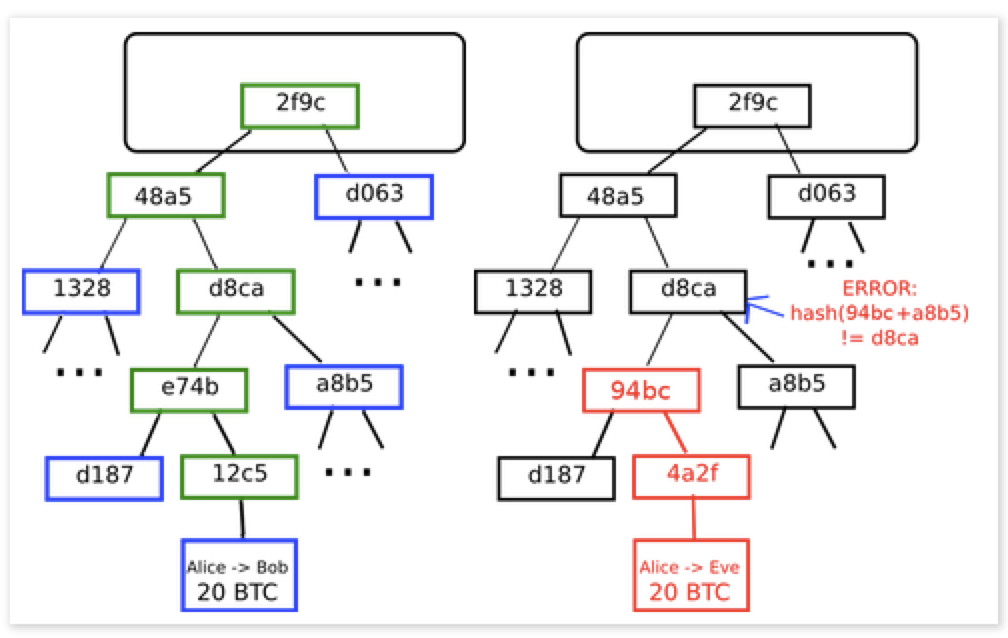 2f9c
48a5
d063
1328
d8ca
...
...
e74b
a8b5
d187
12c5
...
Alice -> Bob
20 BTC
2f9c
48a5
d063
...
1328
d8ca
ERROR:
hash(94bc+a8b5)
!= d8ca
...
94bc
a8b5
d187
4a2f
Alice -> Eve
20 BTC